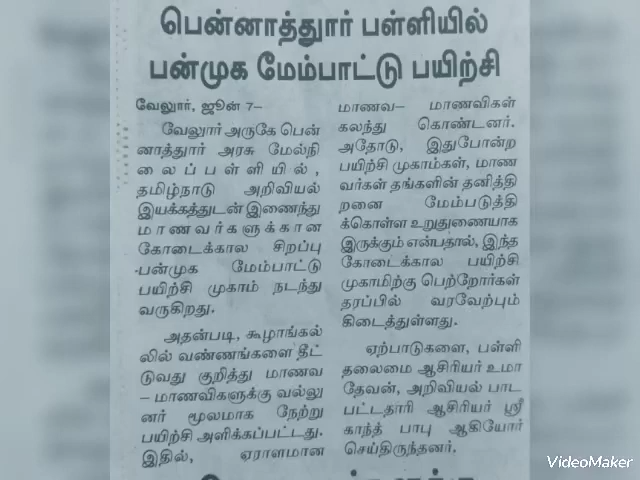 பென்னாத்துார் பள்ளியில்
பன்முக மேம்பாட்டு பயிற்சி
வேலுார், ஜூன் 7–
வேலுார் அருகே பென்
னாத்துார் அரசு மேல்நி
லைப்பள்ளியில்,
தமிழ்நாடு அறிவியல்
இயக்கத்துடன் இணைந்து
மாணவர்களுக்கான
கோடைக்கால சிறப்பு
பன்முக மேம்பாட்டு
பயிற்சி முகாம் நடந்து
வருகிறது.
அதன்படி, கூழாங்கல்
லில் வண்ணங்களை தீட்
டுவது குறித்து மாணவ
– மாணவிகளுக்கு வல்லு
னர் மூலமாக நேற்று
பயிற்சி அளிக்கப்பட்டது.
இதில், ஏராளமான
மாணவ– மாணவிகள்
கலந்து கொண்டனர்.
அதோடு, இதுபோன்ற
பயிற்சி முகாம்கள், மாண
வர்கள் தங்களின் தனித்தி
றனை மேம்படுத்தி
க்கொள்ள உறுதுணையாக
இருக்கும் என்பதால், இந்த
கோடைக்கால பயிற்சி
முகாமிற்கு பெற்றோர்கள்
தரப்பில் வரவேற்பும்
கிடைத்துள்ளது.
ஏற்பாடுகளை, பள்ளி
தலைமை ஆசிரியர் உமா
தேவன், அறிவியல் பாட
பட்டதாரி ஆசிரியர் ஸ்ரீ
காந்த் பாபு ஆகியோர்
செய்திருந்தனர்.
VideoMaker